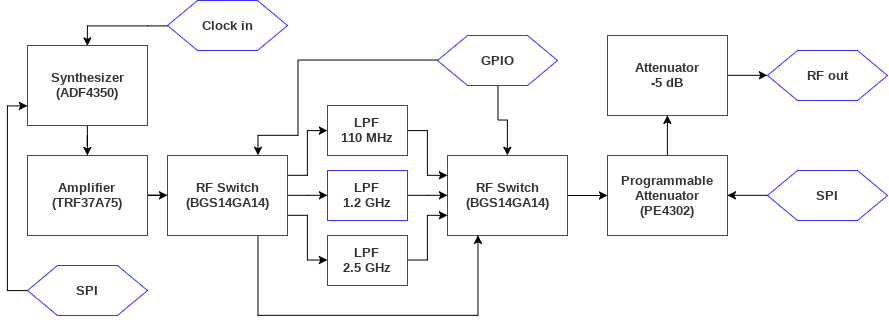 Clock in
Synthesizer
(ADF4350)
GPIO
Attenuator
-5 dB
RF out
LPF
110 MHz
Amplifier
(TRF37A75)
RF Switch
(BGS14GA14)
LPF
1.2 GHz
RF Switch
(BGS14GA14)
Programmable
Attenuator
(PE4302)
SPI
LPF
2.5 GHz
SPI